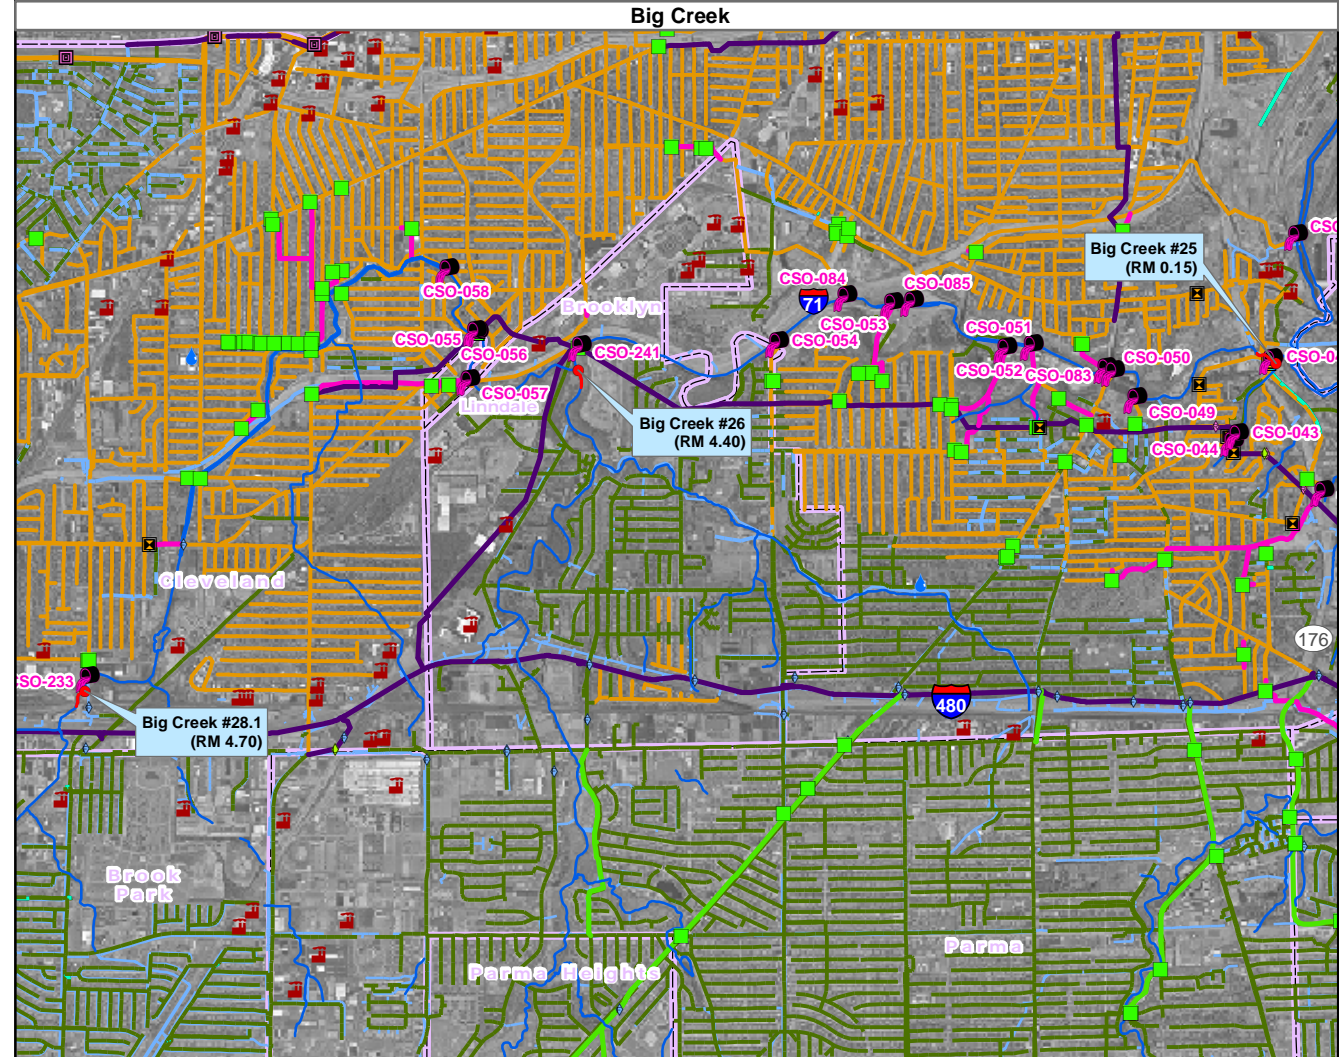 Big Creek
Big Creek #25
(RM 0.15)
CSO-084
CSO-085
CSO-058
71
Brooklyn
CSO-053
CSO-051
CSO-055
CSO-056
CSO-241
CSO-054
CSO-052
CSO-083
CSO-050
CSO-057
Linndale
CSO-049
Big Creek #26
(RM 4.40)
CSO-043
CSO-044
Cleveland
176
CSO-233
480
Big Creek #28.1
(RM 4.70)
Brook
Park
Parma
Parma Heights